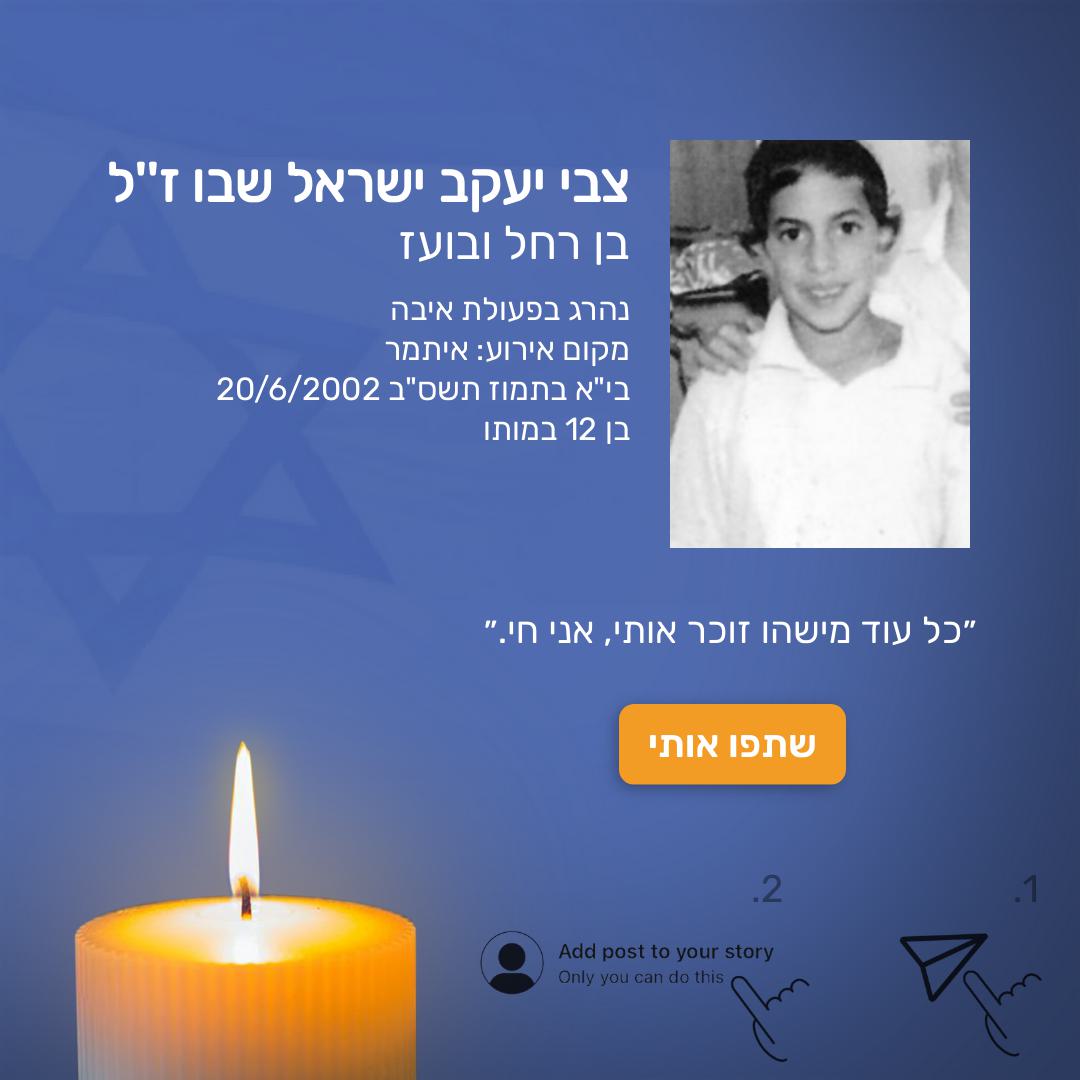 צבי יעקב ישראל שבו ז"ל
בן רחל ובועז
נהרג בפעולת איבה
מקום אירוע: איתמר
בי"א בתמוז תשס"ב 20/6/2002
בן 12 במותו
״כל עוד מישהו זוכר אותי, אני חי.״
שתפו אותי
1.
2.
Add post to your story
Only you can do this